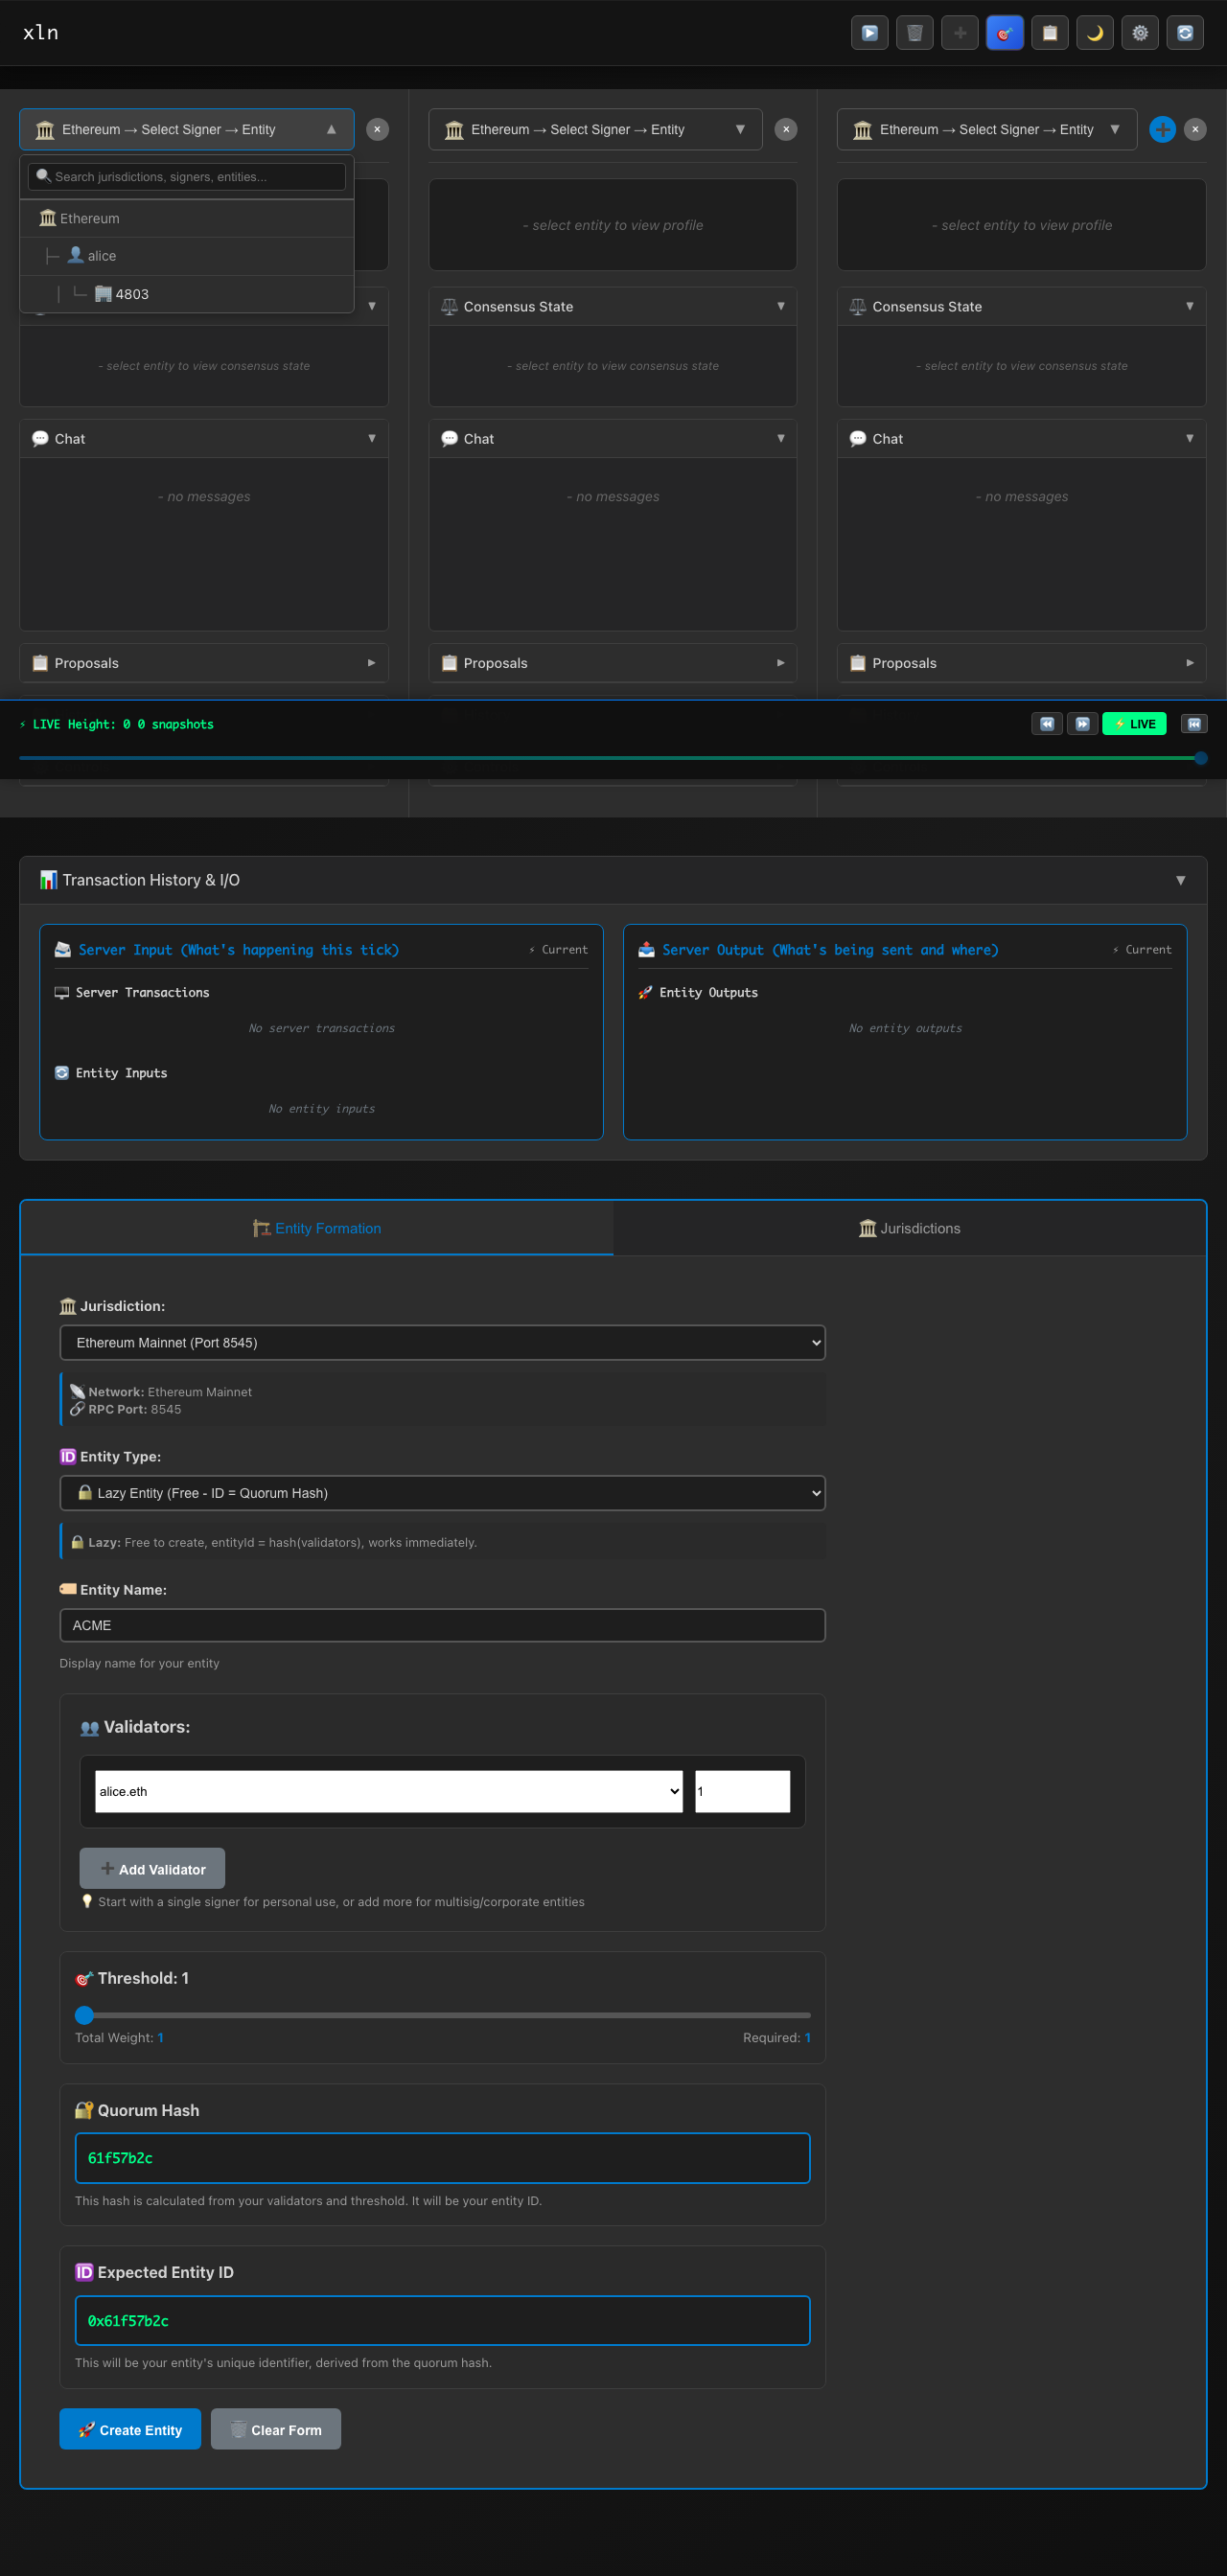 xln
Ethereum → Select Signer → Entity
Search jurisdictions, signers, entities...
Ethereum
alice
4803
- select entity to view consensus state
Chat
- no messages
Proposals
Ethereum → Select Signer → Entity
- select entity to view profile
Consensus State
- select entity to view consensus state
Chat
- no messages
Proposals
Ethereum → Select Signer → Entity
- select entity to view profile
Consensus State
- select entity to view consensus state
Chat
- no messages
Proposals
⚡ LIVE Height: 0 0 snapshots
⚡ LIVE
Transaction History & I/O
Server Input (What's happening this tick)
⚡ Current
Server Transactions
No server transactions
Entity Inputs
No entity inputs
Server Output (What's being sent and where)
⚡ Current
Entity Outputs
No entity outputs
Entity Formation
Jurisdictions
Jurisdiction:
Ethereum Mainnet (Port 8545)
Network: Ethereum Mainnet
RPC Port: 8545
🆔 Entity Type:
Lazy Entity (Free - ID = Quorum Hash)
Lazy: Free to create, entityId = hash(validators), works immediately.
Entity Name:
ACME
Display name for your entity
Validators:
alice.eth
1
Add Validator
Start with a single signer for personal use, or add more for multisig/corporate entities
Threshold: 1
Total Weight: 1
Required: 1
Quorum Hash
61f57b2c
This hash is calculated from your validators and threshold. It will be your entity ID.
🆔 Expected Entity ID
0x61f57b2c
This will be your entity's unique identifier, derived from the quorum hash.
Create Entity
Clear Form